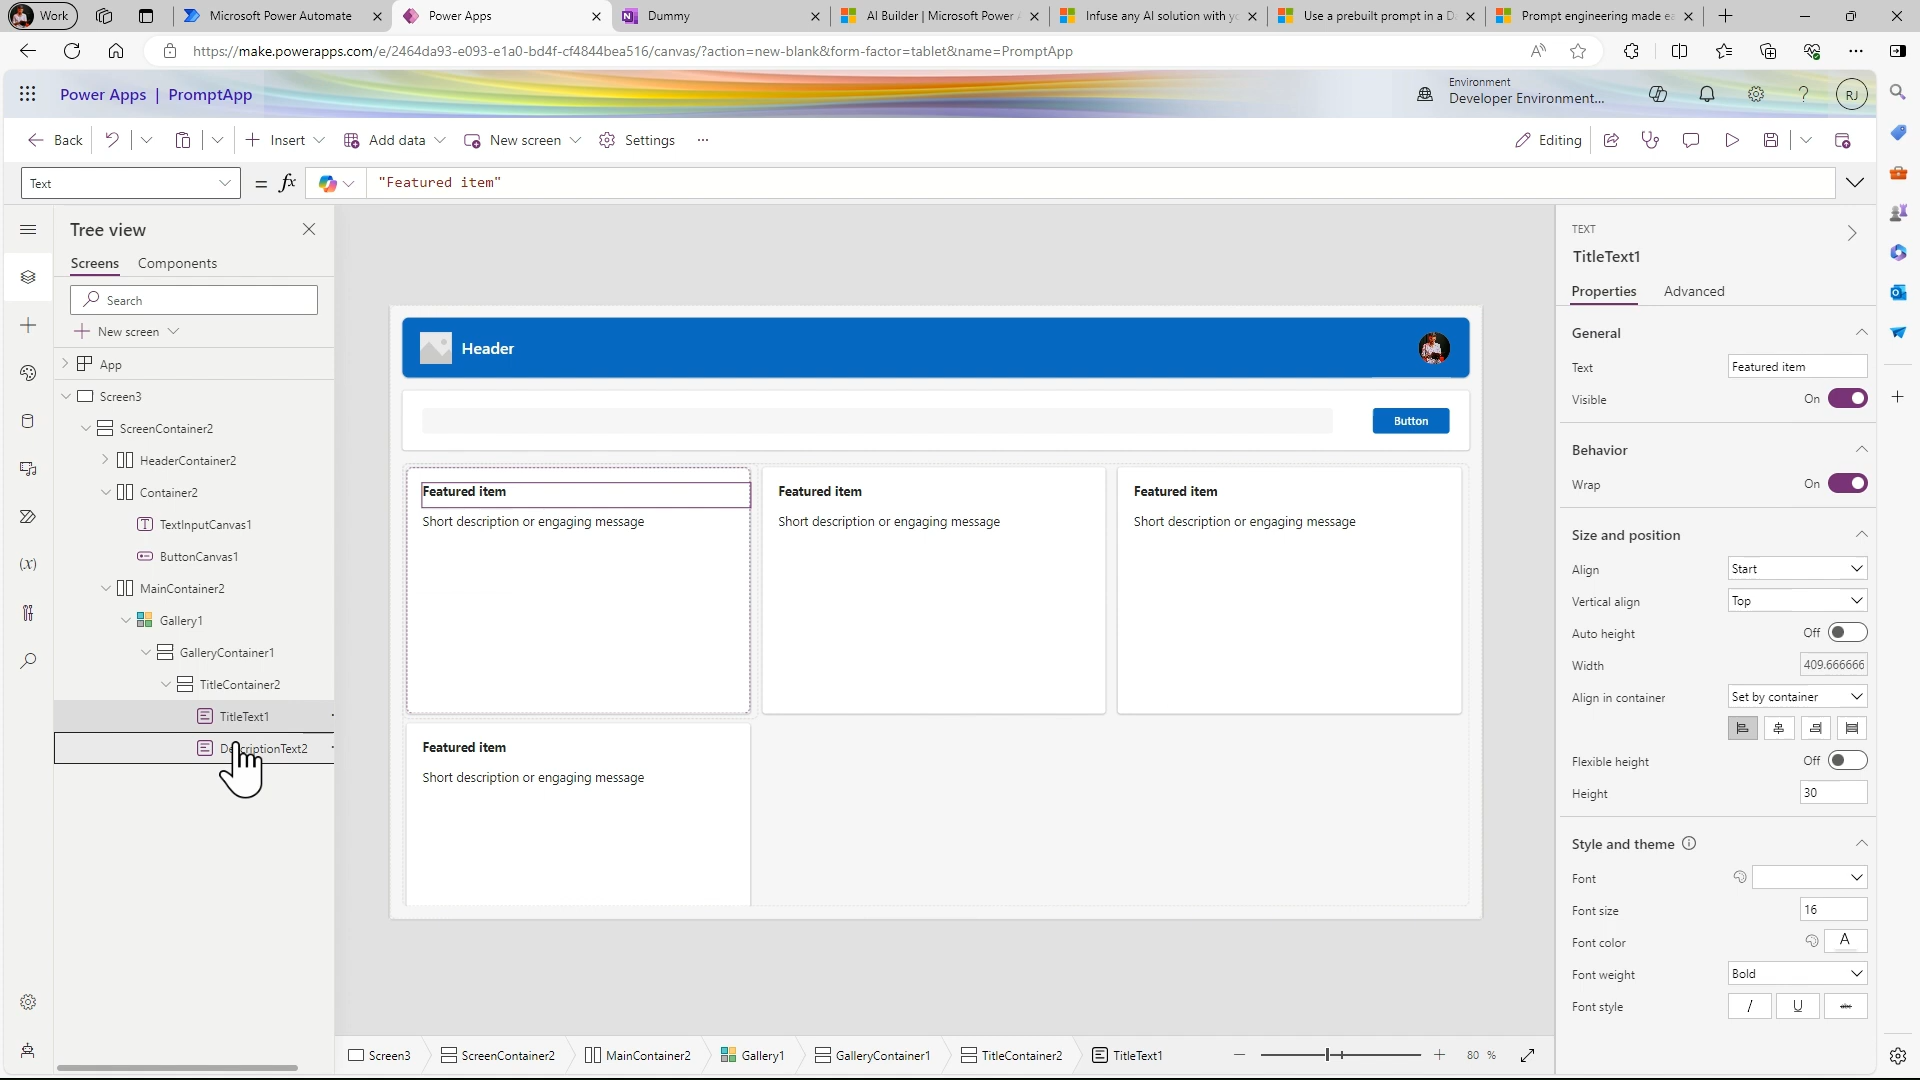 Work
Microsoft Power Automate
Power Apps
Dummy
AI Builder | Microsoft Power A
Infuse any AI solution with yo
Use a prebuilt prompt in a D
Prompt engineering made ea
https://make.powerapps.com/e/2464da93-e093-e1a0-bd4f-cf4844bea516/canvas/?action=new-blank&form-factor=tablet&name=PromptApp
Power Apps | PromptApp
Environment
Developer Environment...
RJ
Back
Insert
Add data
New screen
Settings
Editing
Text
= fx
"Featured item"
Tree view
Screens
Components
Search
New screen
App
Screen3
ScreenContainer2
HeaderContainer2
Container2
TextInputCanvas1
ButtonCanvas1
MainContainer2
Gallery1
GalleryContainer1
TitleContainer2
TitleText1
DescriptionText2
Header
Button
Featured item
Short description or engaging message
Featured item
Short description or engaging message
Featured item
Short description or engaging message
Featured item
Short description or engaging message
TEXT
TitleText1
Properties
Advanced
General
Text
Featured item
Visible
On
Behavior
Wrap
On
Size and position
Align
Start
Vertical align
Top
Auto height
Off
Width
409.666666
Align in container
Set by container
Flexible height
Off
Height
30
Style and theme
Font
Font size
16
Font color
A
Font weight
Bold
Font style
/
U
abc
Screen3
ScreenContainer2
MainContainer2
Gallery1
GalleryContainer1
TitleContainer2
TitleText1
80 %